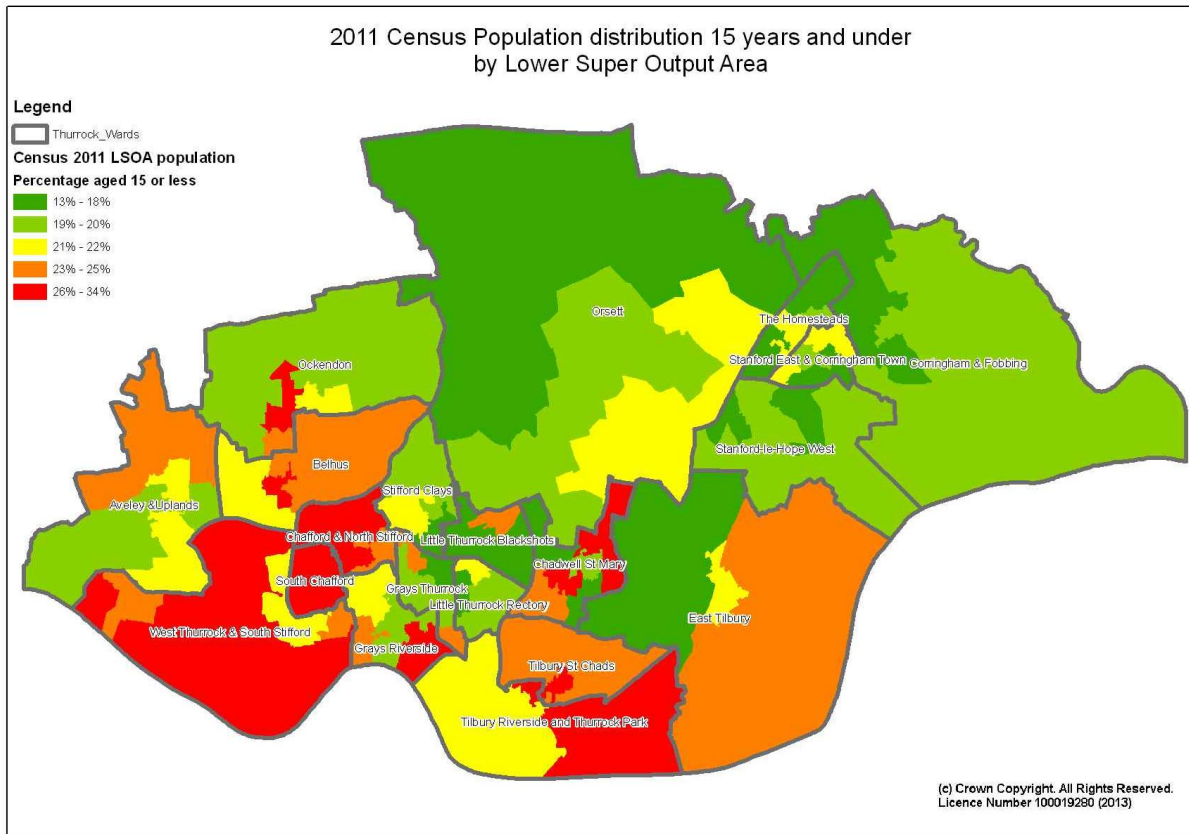 2011 Census Population distribution 15 years and under
by Lower Super Output Area
Legend
Thurrock_Wards
Census 2011 LSOA population
Percentage aged 15 or less
13% - 18%
19% - 20%
21% - 22%
23% - 25%
26% - 34%
Orsett
The Homesteads
Stanford East & Corringham Town
Corringham & Fobbing
Ockendon
Stanford-le-Hope West
Belhus
Stifford Clays
Aveley &Uplands
Chafford & North Stifford
Little Thurrock Blackshots
Chadwell St Mary
South Chafford
Grays Thurrock
Little Thurrock Rectory
East Tilbury
West Thurrock & South Stifford
Grays Riverside
Tilbury St Chads
Tilbury Riverside and Thurrock Park
(c) Crown Copyright. All Rights Reserved.
Licence Number 100019280 (2013)